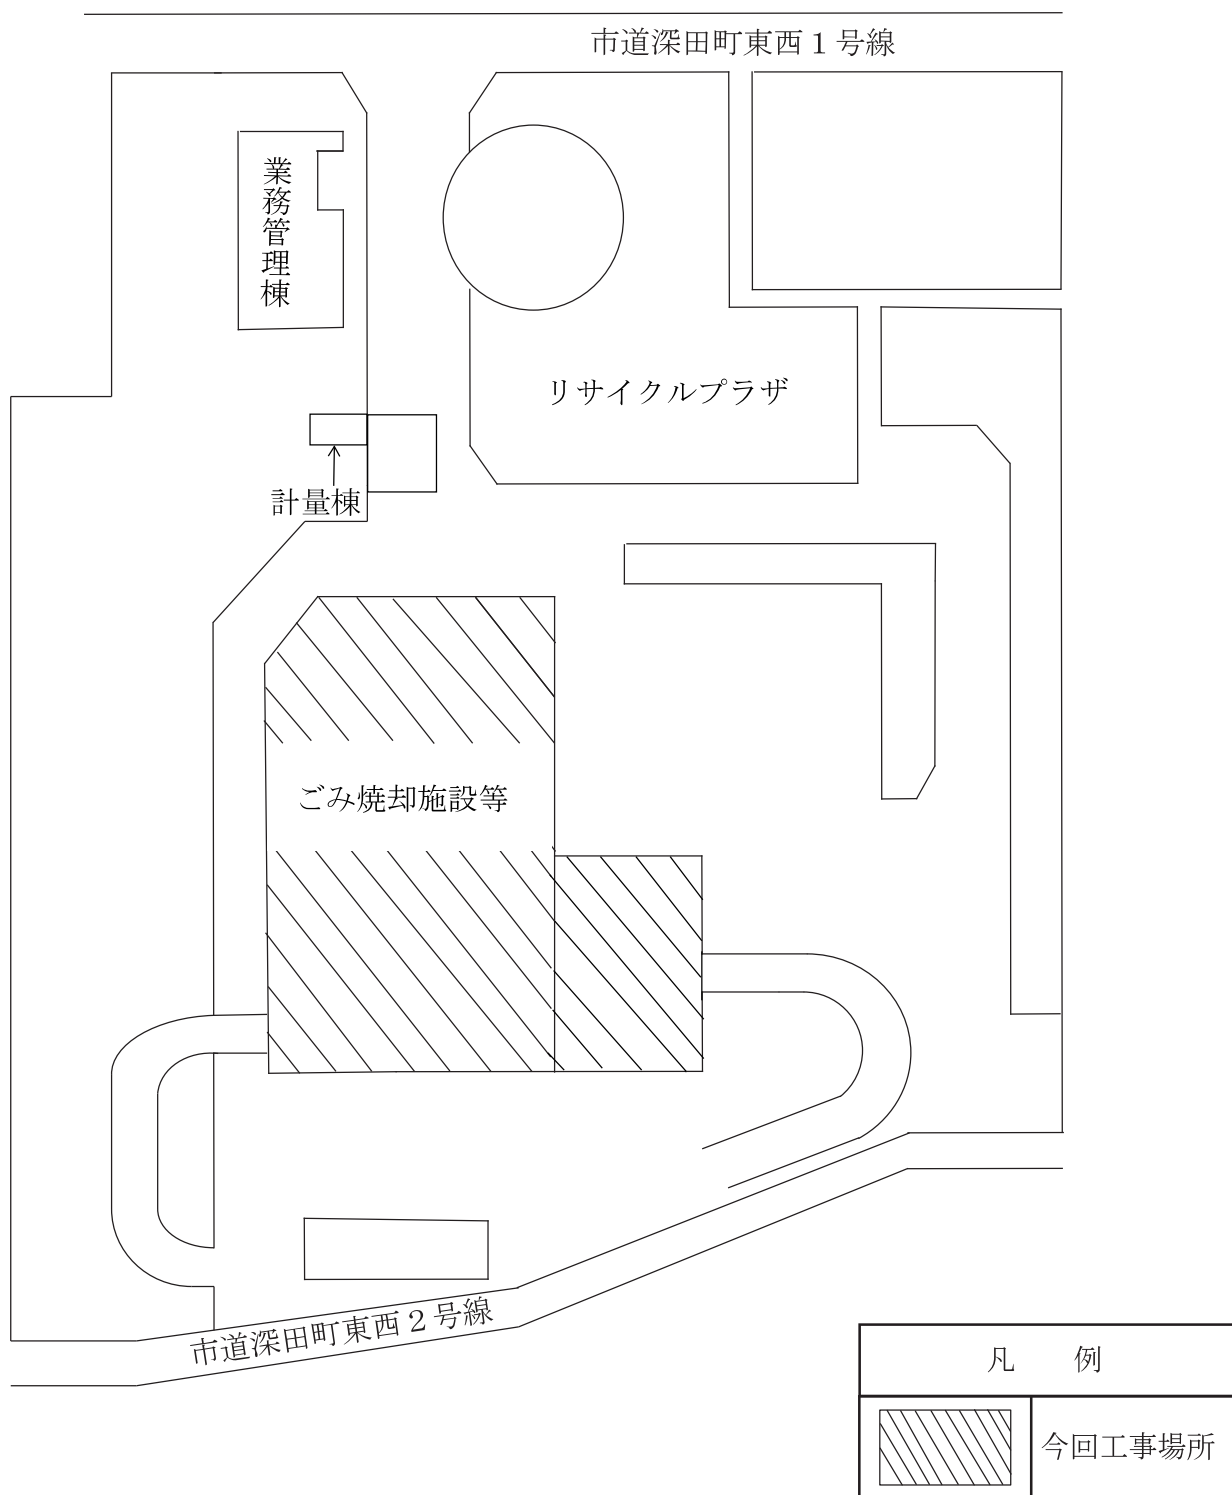 市道深田町東西1号線
業務管理棟
リサイクルプラザ
計量棟
ごみ焼却施設等
市道深田町東西2号線
凡　例
今回工事場所